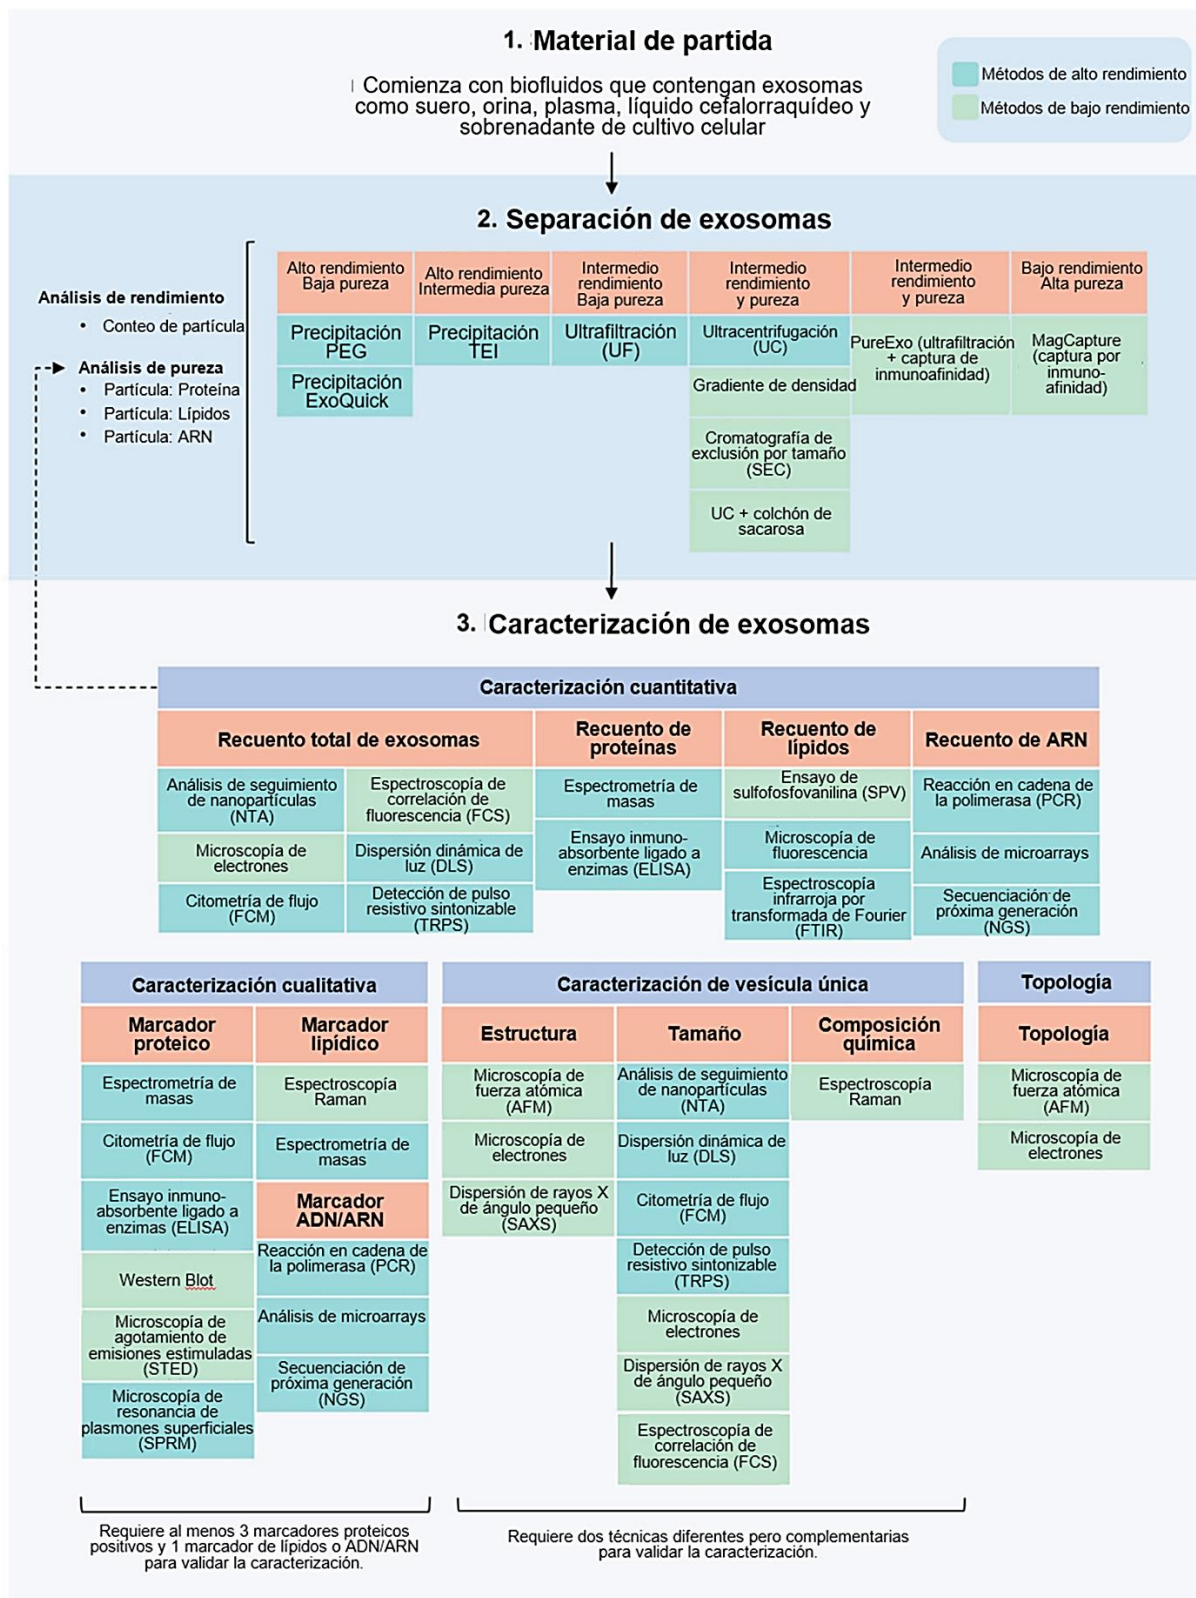 1. Material de partida
Comienza con biofluidos que contengan exosomas
como suero, orina, plasma, líquido cefalorraquídeo y
sobrenadante de cultivo celular
Métodos de alto rendimiento
Métodos de bajo rendimiento
2. Separación de exosomas
Análisis de rendimiento
• Conteo de partícula
Análisis de pureza
• Partícula: Proteína
• Partícula: Lípidos
• Partícula: ARN
Alto rendimiento
Baja pureza
Precipitación
PEG
Precipitación
ExoQuick
Alto rendimiento
Intermedia pureza
Precipitación
TEI
Intermedio
rendimiento
Baja pureza
Ultrafiltración
(UF)
Intermedio
rendimiento
y pureza
Ultracentrifugación
(UC)
Gradiente de densidad
Cromatografía de
exclusión por tamaño
(SEC)
UC + colchón de
sacarosa
Intermedio
rendimiento
y pureza
PureExo (ultrafiltración
+ captura de
inmunoafinidad)
Bajo rendimiento
Alta pureza
MagCapture
(captura por
inmuno-
afinidad)
3. Caracterización de exosomas
Caracterización cuantitativa
Recuento total de exosomas
Análisis de seguimiento
de nanopartículas
(NTA)
Microscopía de
electrones
Citometría de flujo
(FCM)
Espectroscopía de
correlación de
fluorescencia (FCS)
Dispersión dinámica de
luz (DLS)
Detección de pulso
resistivo sintonizable
(TRPS)
Recuento de
proteínas
Espectrometría de
masas
Ensayo inmuno-
absorbente ligado a
enzimas (ELISA)
Recuento de
lípidos
Ensayo de
sulfofosfovanilina (SPV)
Microscopía de
fluorescencia
Espectroscopía
infrarroja por
transformada de Fourier
(FTIR)
Recuento de ARN
Reacción en cadena de
la polimerasa (PCR)
Análisis de microarrays
Secuenciación de
próxima generación
(NGS)
Caracterización cualitativa
Marcador
proteico
Espectrometría de
masas
Citometría de flujo
(FCM)
Ensayo inmuno-
absorbente ligado a
enzimas (ELISA)
Western Blot
Microscopía de
agotamiento de
emisiones estimuladas
(STED)
Microscopía de
resonancia de
plasmones superficiales
(SPRM)
Marcador
lipídico
Espectroscopía
Raman
Espectrometría de
masas
Marcador
ADN/ARN
Reacción en cadena de
la polimerasa (PCR)
Análisis de microarrays
Secuenciación de
próxima generación
(NGS)
Requiere al menos 3 marcadores proteicos
positivos y 1 marcador de lípidos o ADN/ARN
para validar la caracterización.
Caracterización de vesícula única
Estructura
Microscopía de
fuerza atómica
(AFM)
Microscopía de
electrones
Dispersión de rayos X
de ángulo pequeño
(SAXS)
Tamaño
Análisis de seguimiento
de nanopartículas
(NTA)
Dispersión dinámica de
luz (DLS)
Citometría de flujo
(FCM)
Detección de pulso
resistivo sintonizable
(TRPS)
Microscopía de
electrones
Dispersión de rayos X
de ángulo pequeño
(SAXS)
Espectroscopía de
correlación de
fluorescencia (FCS)
Composición
química
Espectroscopía
Raman
Requiere dos técnicas diferentes pero complementarias
para validar la caracterización.
Topología
Topología
Microscopía de
fuerza atómica
(AFM)
Microscopía de
electrones